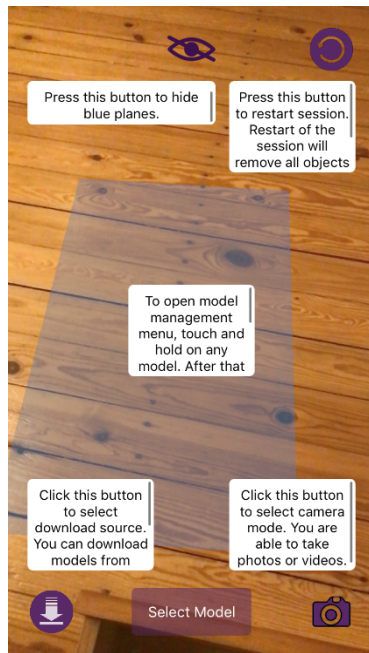 Press this button to hide
blue planes.
Press this button
to restart session.
Restart of the
session will
remove all objects
To open model
management
menu, touch and
hold on any
model. After that
Click this button
to select
download source.
You can download
models from
Click this button
to select camera
mode. You are
able to take
photos or videos.
Select Model